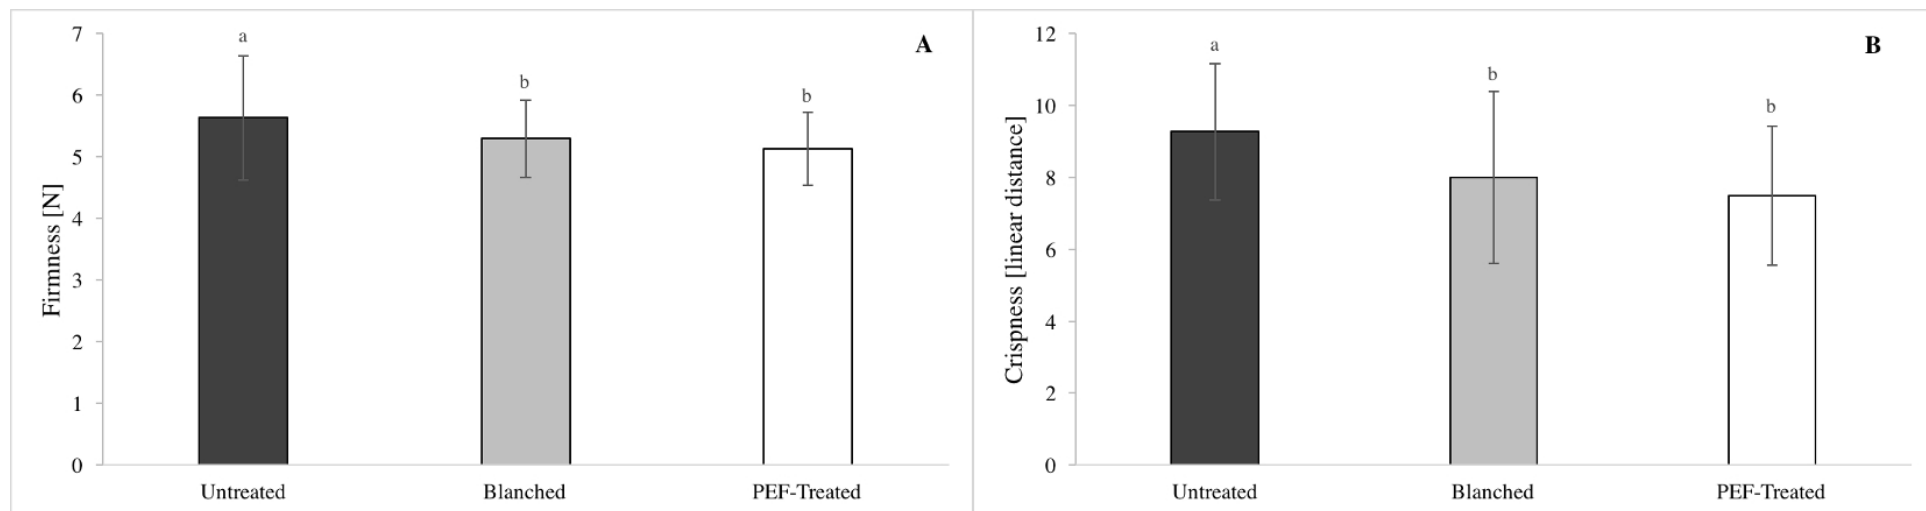 A
Firmness [N]
7
6
5
4
3
2
1
0
a
b
b
Untreated
Blanched
PEF-Treated
B
Crispness [linear distance]
12
10
8
6
4
2
0
a
b
b
Untreated
Blanched
PEF-Treated